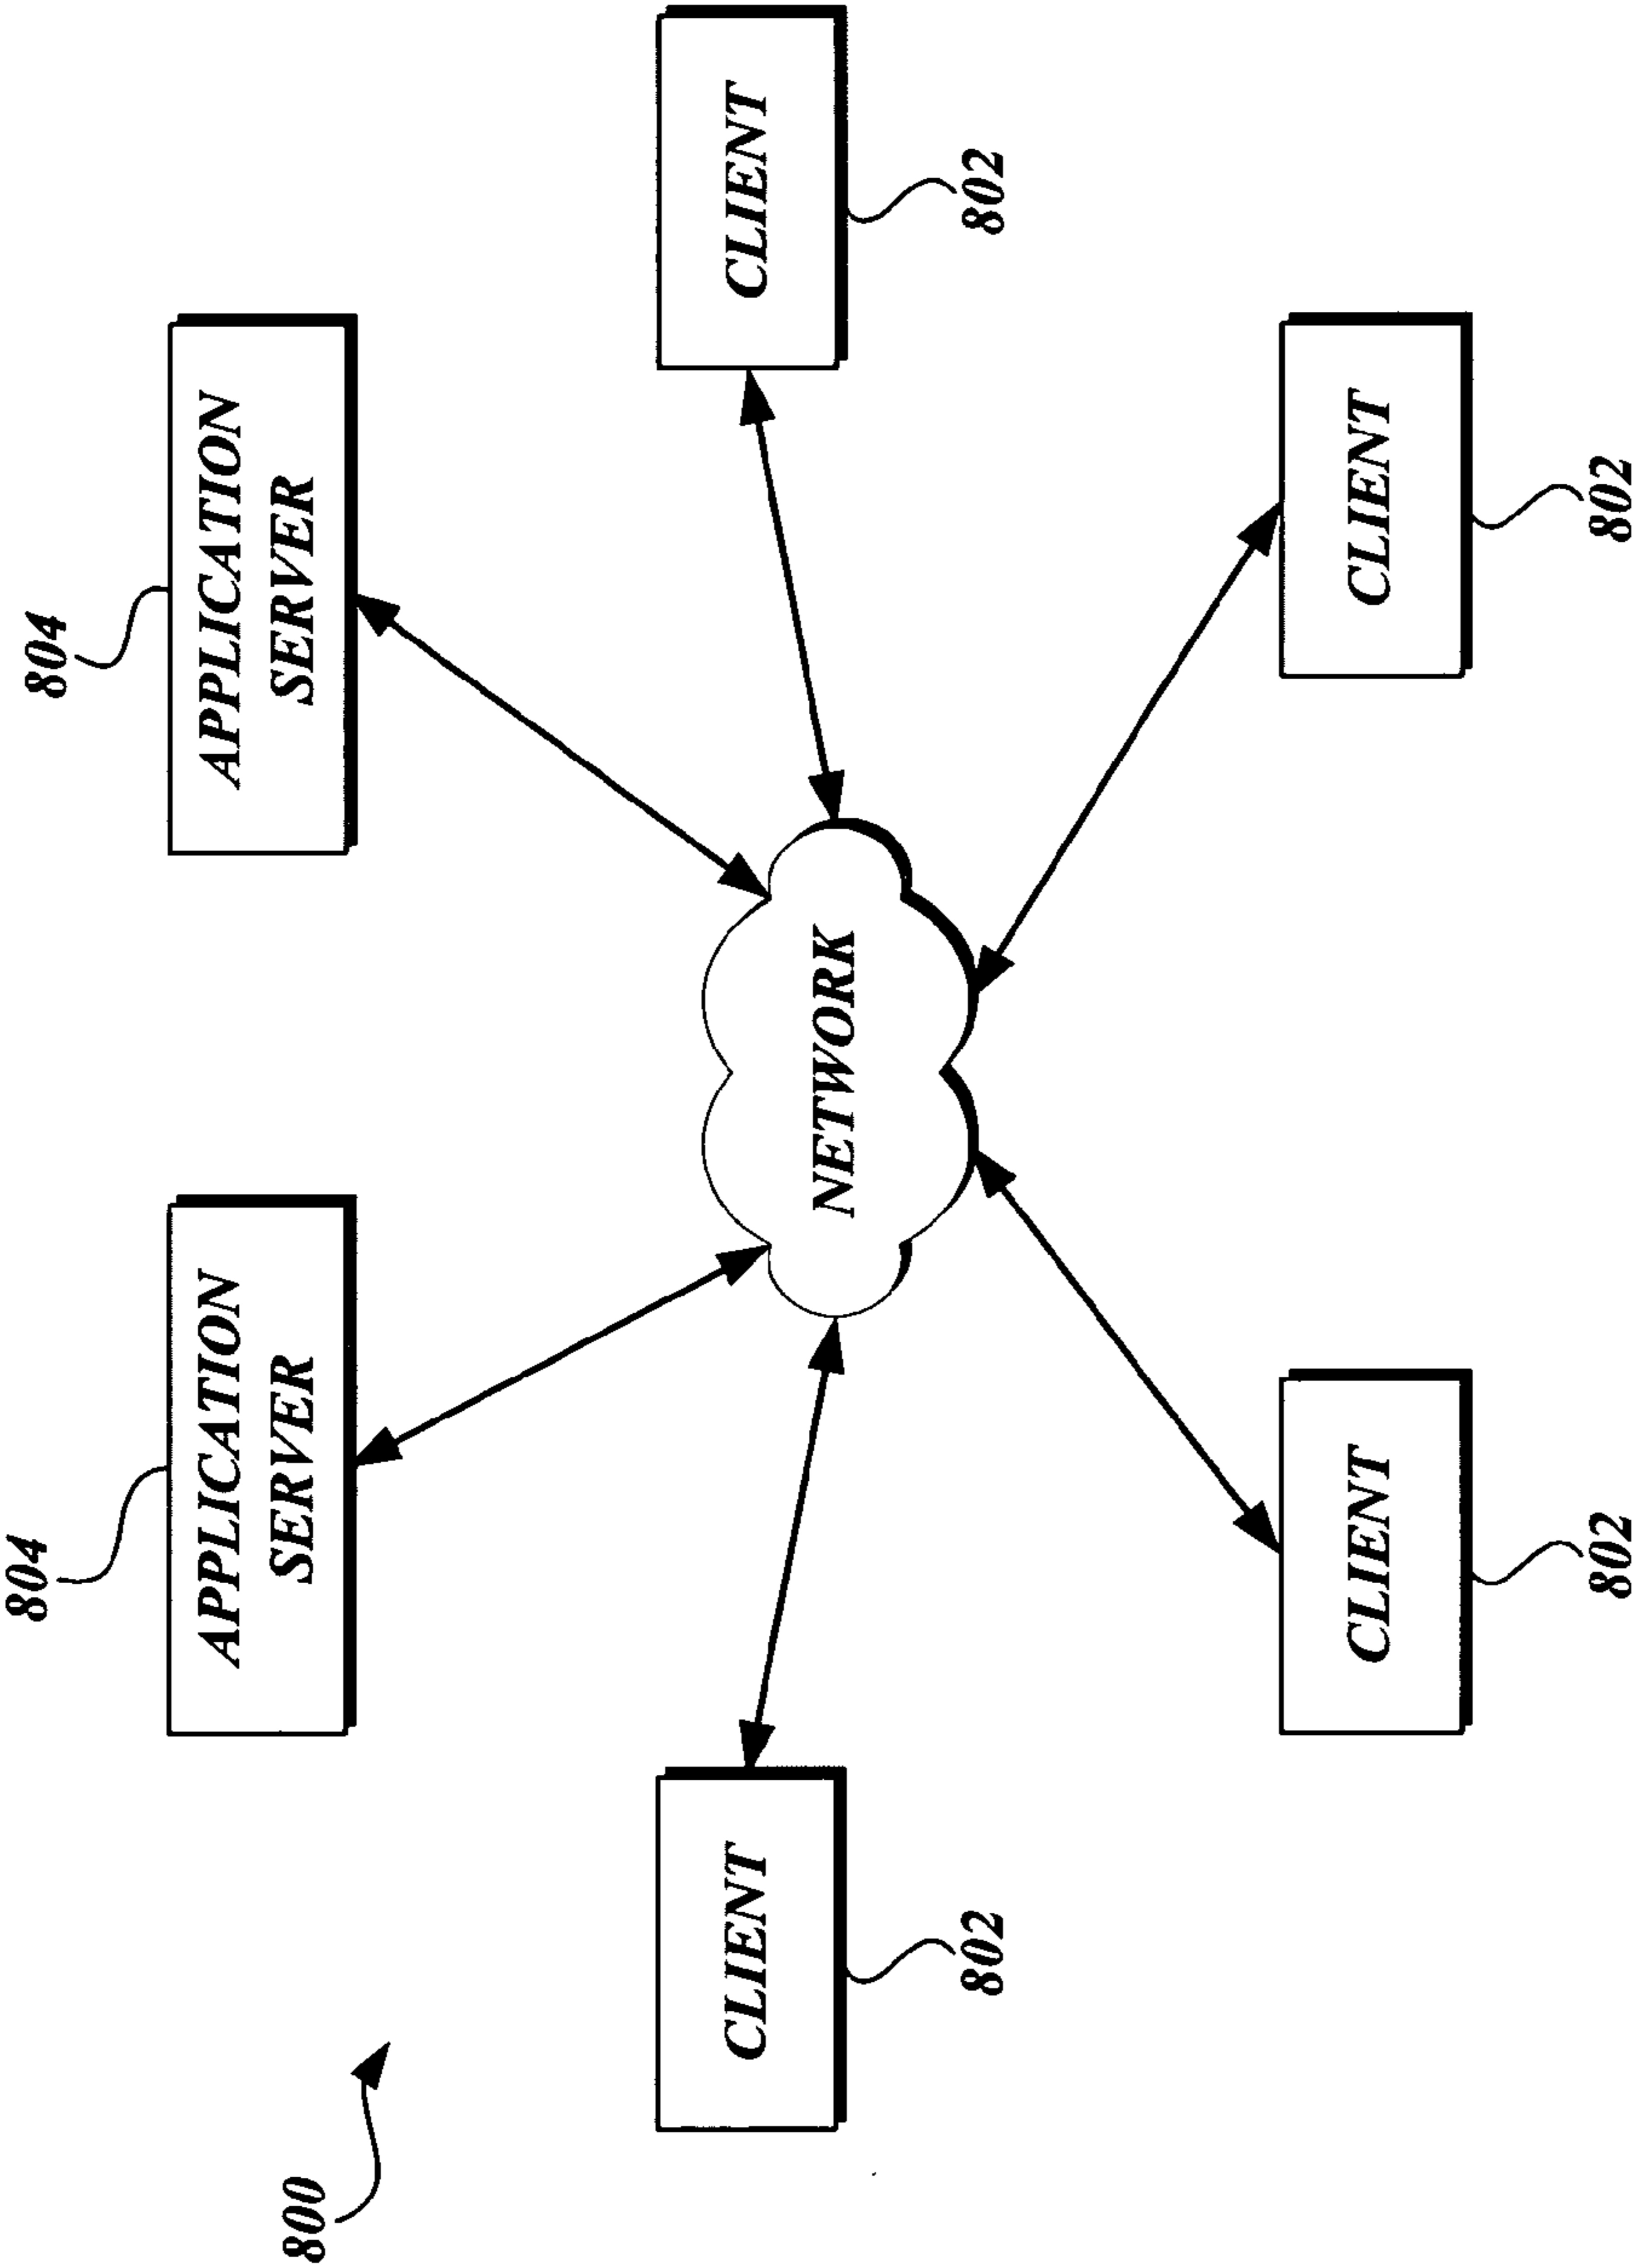 804
804
APPLICATION
SERVER
APPLICATION
SERVER
800
CLIENT
CLIENT
NETWORK
802
802
CLIENT
CLIENT
802
802